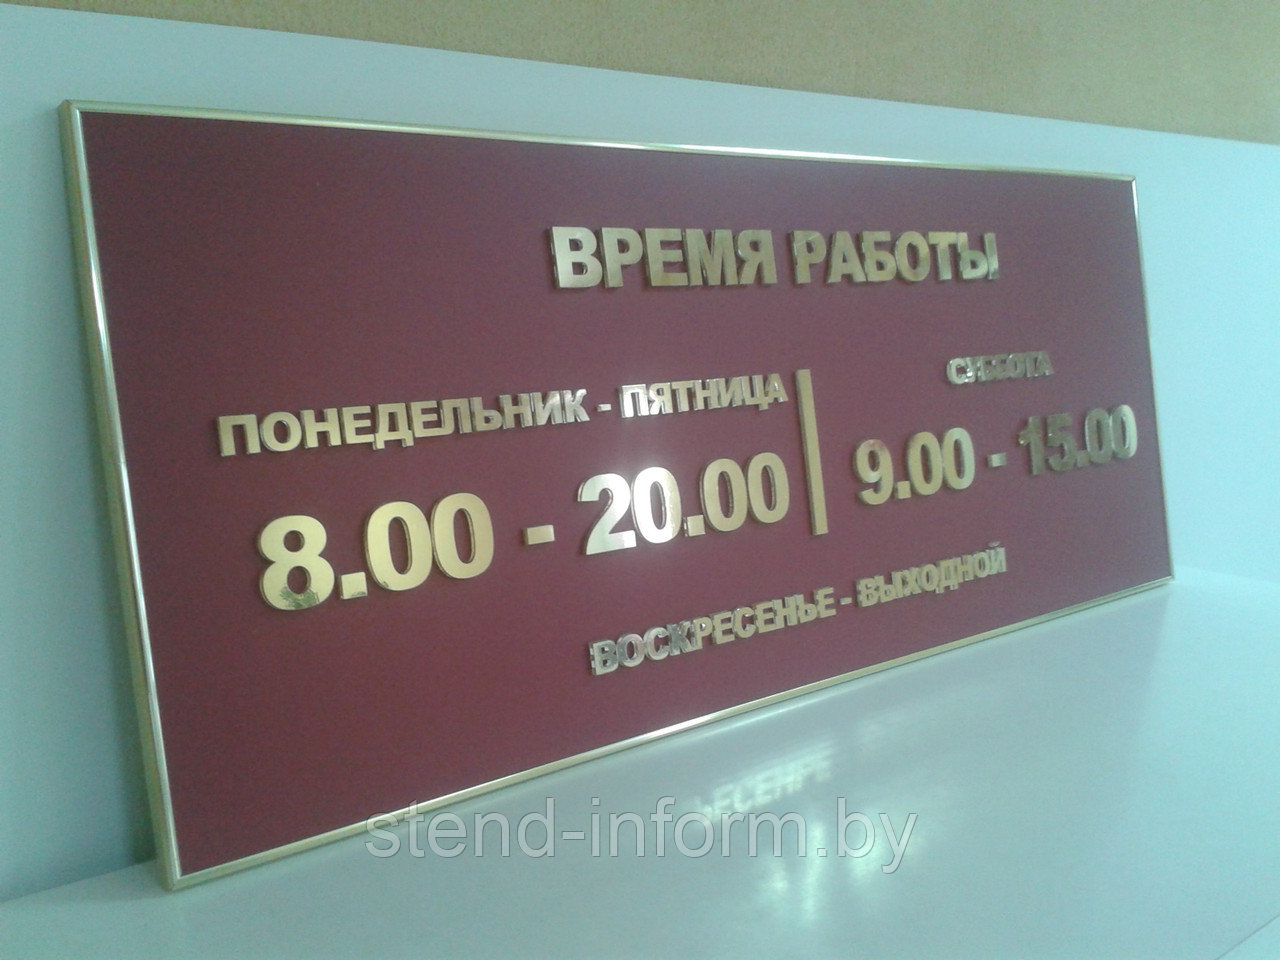 ВРЕМЯ РАБОТЫ
ПОНЕДЕЛЬНИК - ПЯТНИЦА
8.00 - 20.00
СУББОТА
9.00 - 15.00
ВОСКРЕСЕНЬЕ - ВЫХОДНОЙ
stend-inform.by